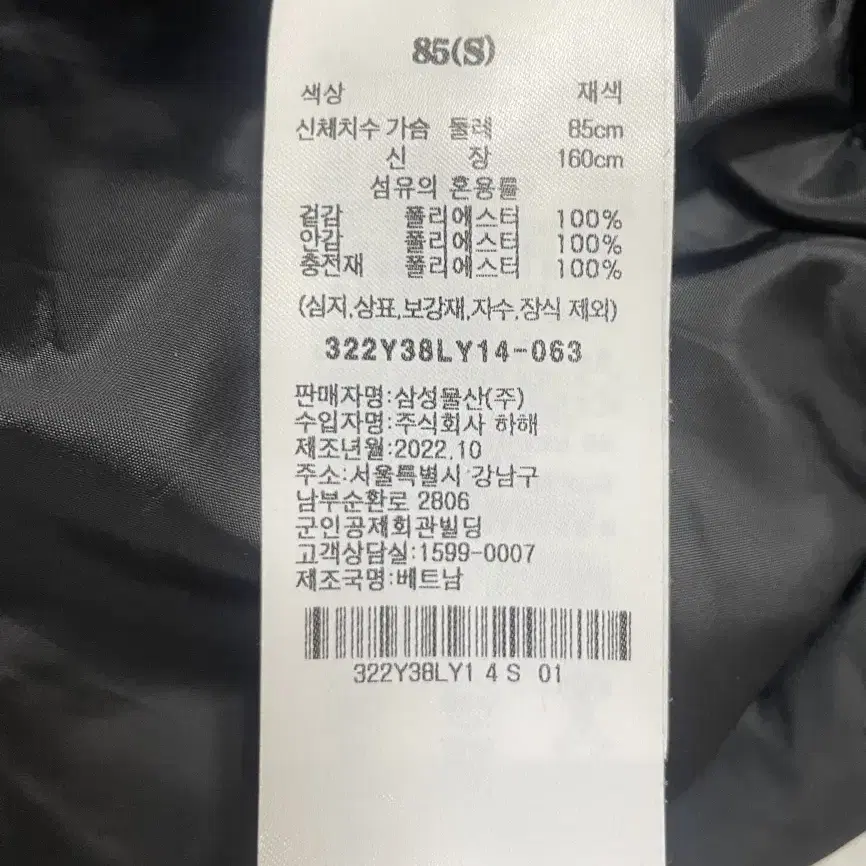 85(S)
색상 재색
신체치수 가슴 둘레 85cm
신 장 160cm
섬유의 혼용률
겉감 폴리에스터 100%
안감 폴리에스터 100%
충전재 폴리에스터 100%
(심지,상표,보강재,자수,장식 제외)
322Y38LY14-063
판매자명:삼성물산(주)
수입자명:주식회사 하해
제조년월:2022.10
주소:서울특별시 강남구
남부순환로 2806
군인공제회관빌딩
고객상담실:1599-0007
제조국명:베트남
322Y38LY1 4 S 01